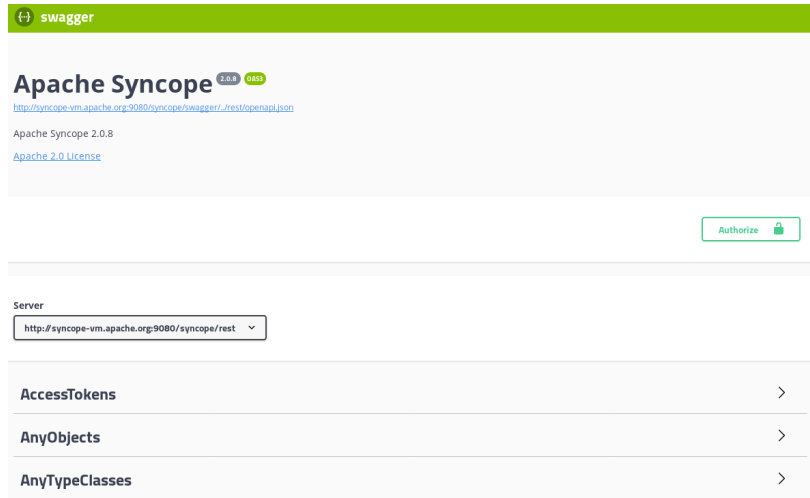 swagger
Apache Syncope 2.0.8 OAS3
http://syncope-vm.apache.org:9080/syncope/swagger/../rest/openapi.json
Apache Syncope 2.0.8
Apache 2.0 License
Authorize
Server
http://syncope-vm.apache.org:9080/syncope/rest
AccessTokens
AnyObjects
AnyTypeClasses